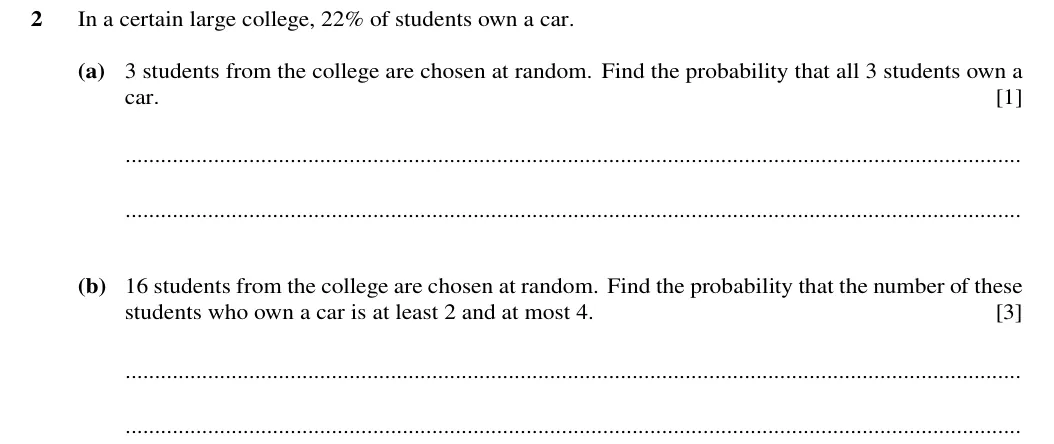 2 In a certain large college, 22% of students own a car.
(a) 3 students from the college are chosen at random. Find the probability that all 3 students own a
car. [1]
................................................................................................................................................
................................................................................................................................................
(b) 16 students from the college are chosen at random. Find the probability that the number of these
students who own a car is at least 2 and at most 4. [3]
................................................................................................................................................
................................................................................................................................................